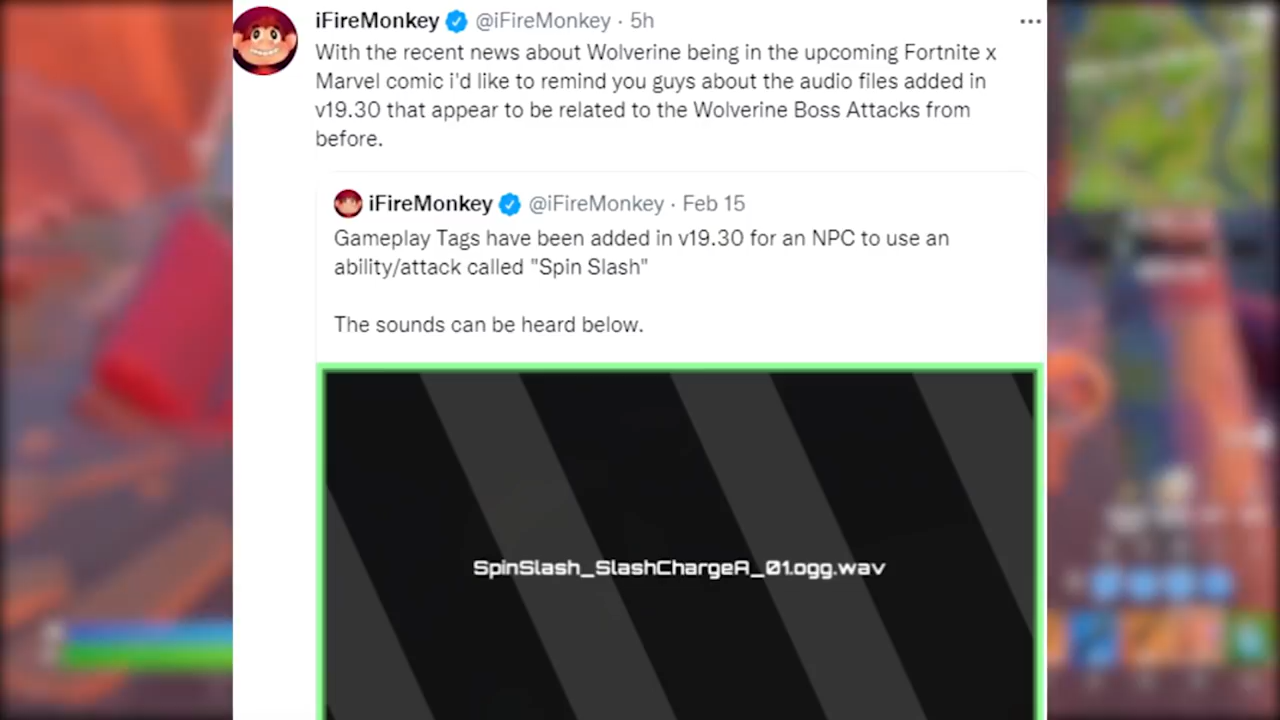 iFireMonkey @iFireMonkey · 5h
With the recent news about Wolverine being in the upcoming Fortnite x
Marvel comic i'd like to remind you guys about the audio files added in
v19.30 that appear to be related to the Wolverine Boss Attacks from
before.
iFireMonkey @iFireMonkey · Feb 15
Gameplay Tags have been added in v19.30 for an NPC to use an
ability/attack called "Spin Slash"
The sounds can be heard below.
SpinSlash_SlashChargeA_01.ogg.wav